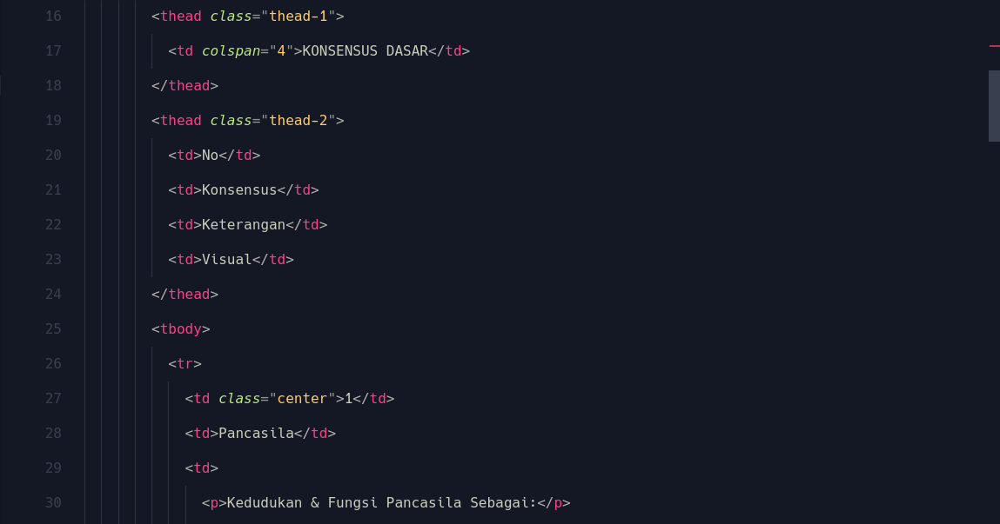 16 <thead class="thead-1">
17 <td colspan="4">KONSENSUS DASAR</td>
18 </thead>
19 <thead class="thead-2">
20 <td>No</td>
21 <td>Konsensus</td>
22 <td>Keterangan</td>
23 <td>Visual</td>
24 </thead>
25 <tbody>
26 <tr>
27 <td class="center">1</td>
28 <td>Pancasila</td>
29 <td>
30 <p>Kedudukan & Fungsi Pancasila Sebagai:</p>